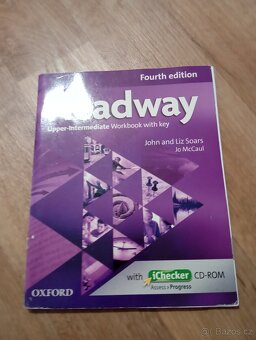 Fourth edition
adway
Upper-Intermediate Workbook with key
John and Liz Soars
Jo McCaul
with iChecker CD-ROM
Assess & Progress
OXFORD
Bazoš.cz